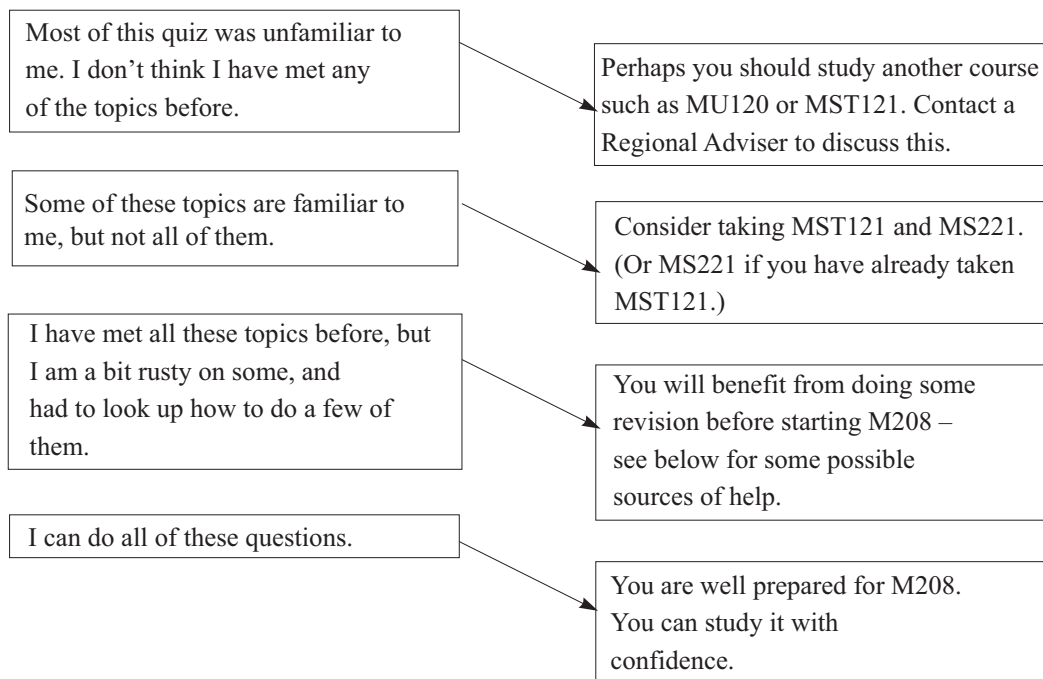 Most of this quiz was unfamiliar to
me. I don’t think I have met any
of the topics before.
Perhaps you should study another course
such as MU120 or MST121. Contact a
Regional Adviser to discuss this.
Some of these topics are familiar to
me, but not all of them.
Consider taking MST121 and MS221.
(Or MS221 if you have already taken
MST121.)
I have met all these topics before, but
I am a bit rusty on some, and
had to look up how to do a few of
them.
You will benefit from doing some
revision before starting M208 –
see below for some possible
sources of help.
I can do all of these questions.
You are well prepared for M208.
You can study it with
confidence.